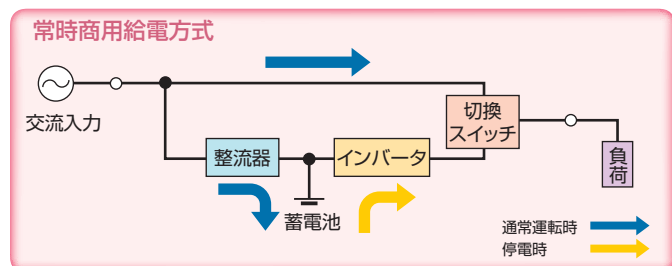 常時商用給電方式
交流入力
切換
スイッチ
整流器
インバータ
負荷
蓄電池
通常運転時
停電時